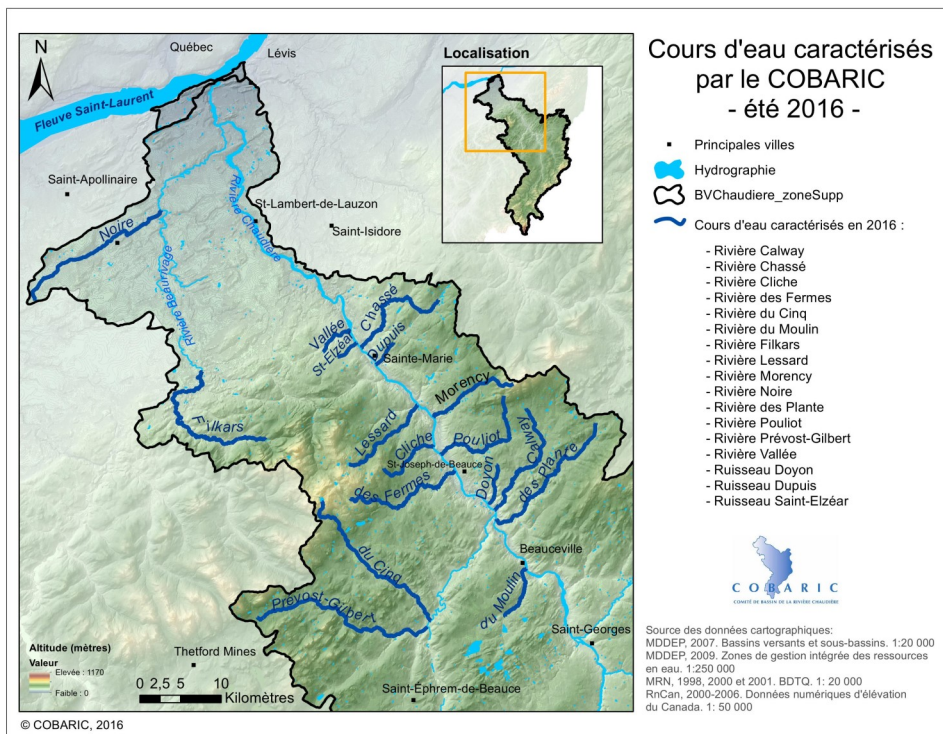 Cours d'eau caractérisés
par le COBARIC
- été 2016 -
Principales villes
Hydrographie
BVChaudiere_zoneSupp
Cours d'eau caractérisés en 2016 :
- Rivière Calway
- Rivière Chassé
- Rivière Cliche
- Rivière des Fermes
- Rivière du Cinq
- Rivière du Moulin
- Rivière Filkars
- Rivière Lessard
- Rivière Morency
- Rivière Noire
- Rivière des Plante
- Rivière Pouliot
- Rivière Prévost-Gilbert
- Rivière Vallée
- Ruisseau Doyon
- Ruisseau Dupuis
- Ruisseau Saint-Elzéar
COBARIC
COMITÉ DE BASSIN DE LA RIVIÈRE CHAUDIÈRE
Source des données cartographiques:
MDDEP, 2007. Bassins versants et sous-bassins. 1:20 000
MDDEP, 2009. Zones de gestion intégrée des ressources
en eau. 1:250 000
MRN, 1998, 2000 et 2001. BDTQ. 1: 20 000
RnCan, 2000-2006. Données numériques d'élévation
du Canada. 1: 50 000
N
Québec
Lévis
Localisation
Fleuve Saint-Laurent
Saint-Apollinaire
Rivière Chaudière
St-Lambert-de-Lauzon
Saint-Isidore
Noire
Rivière Beaurivage
Vallée
St-Elzéar
Chassé
Dupuis
Sainte-Marie
Morency
Filkars
Lessard
Cliche
Pouliot
Calway
St-Joseph-de-Beauce
Doyon
des Plante
des Fermes
du Cinq
Beauceville
Prévost-Gilbert
du Moulin
Saint-Georges
Thetford Mines
Saint-Éphrem-de-Beauce
Altitude (mètres)
Valeur
Elevée : 1170
Faible : 0
0 2,5 5 10 15 20
Kilomètres
© COBARIC, 2016